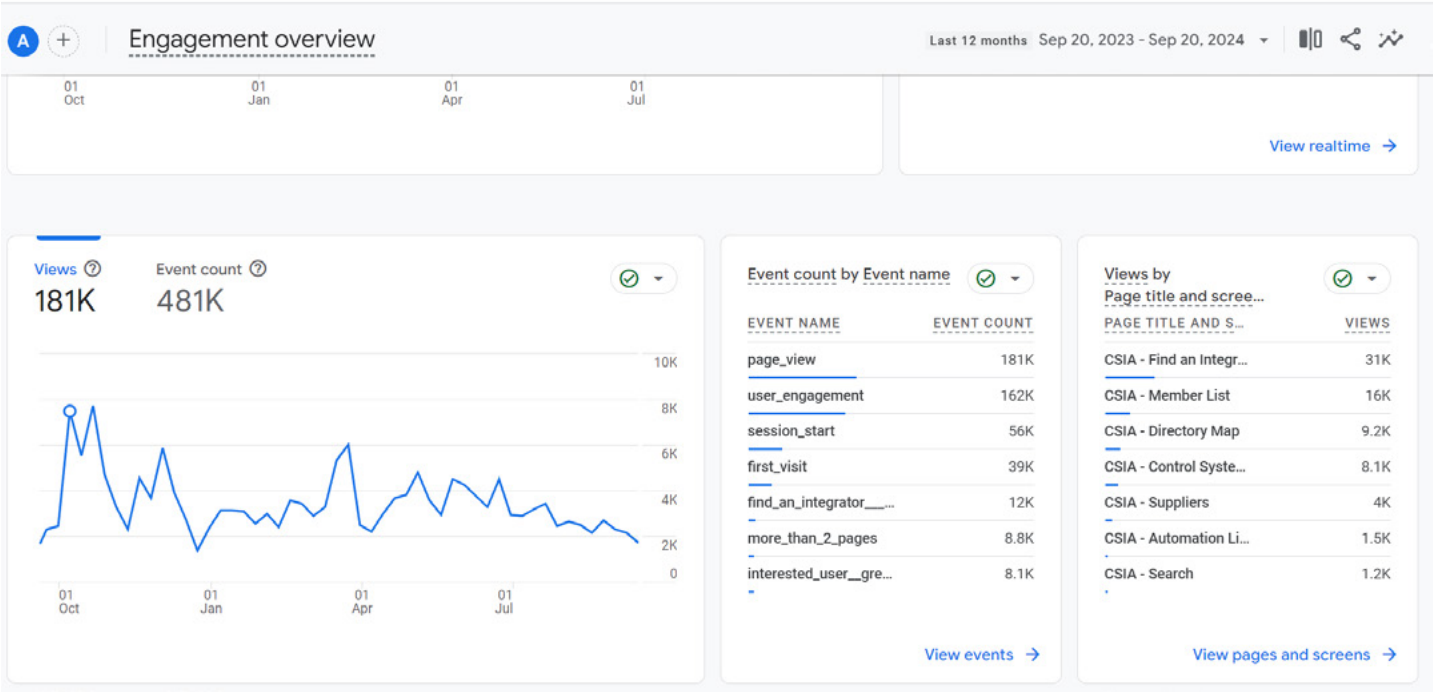 A + Engagement overview Last 12 months Sep 20, 2023 - Sep 20, 2024
01 01 01 01
Oct Jan Apr Jul
View realtime
Views Event count
181K 481K
10K
8K
6K
4K
2K
0
01 01 01 01
Oct Jan Apr Jul
Event count by Event name
EVENT NAME EVENT COUNT
page_view 181K
user_engagement 162K
session_start 56K
first_visit 39K
find_an_integrator___... 12K
more_than_2_pages 8.8K
interested_user__gre... 8.1K
View events
Views by
Page title and scree...
PAGE TITLE AND S... VIEWS
CSIA - Find an Integr... 31K
CSIA - Member List 16K
CSIA - Directory Map 9.2K
CSIA - Control Syste... 8.1K
CSIA - Suppliers 4K
CSIA - Automation Li... 1.5K
CSIA - Search 1.2K
View pages and screens